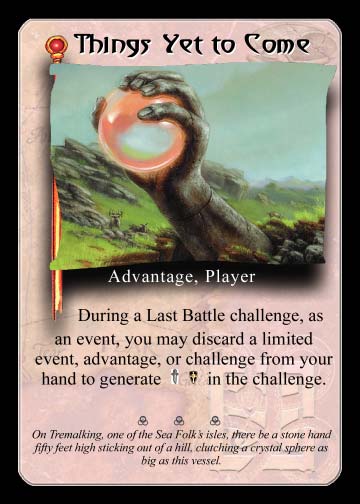 Things Yet to Come
Advantage, Player
During a Last Battle challenge, as
an event, you may discard a limited
event, advantage, or challenge from your
hand to generate in the challenge.
On Tremalking, one of the Sea Folk's isles, there be a stone hand
fifty feet high sticking out of a hill, clutching a crystal sphere as
big as this vessel.